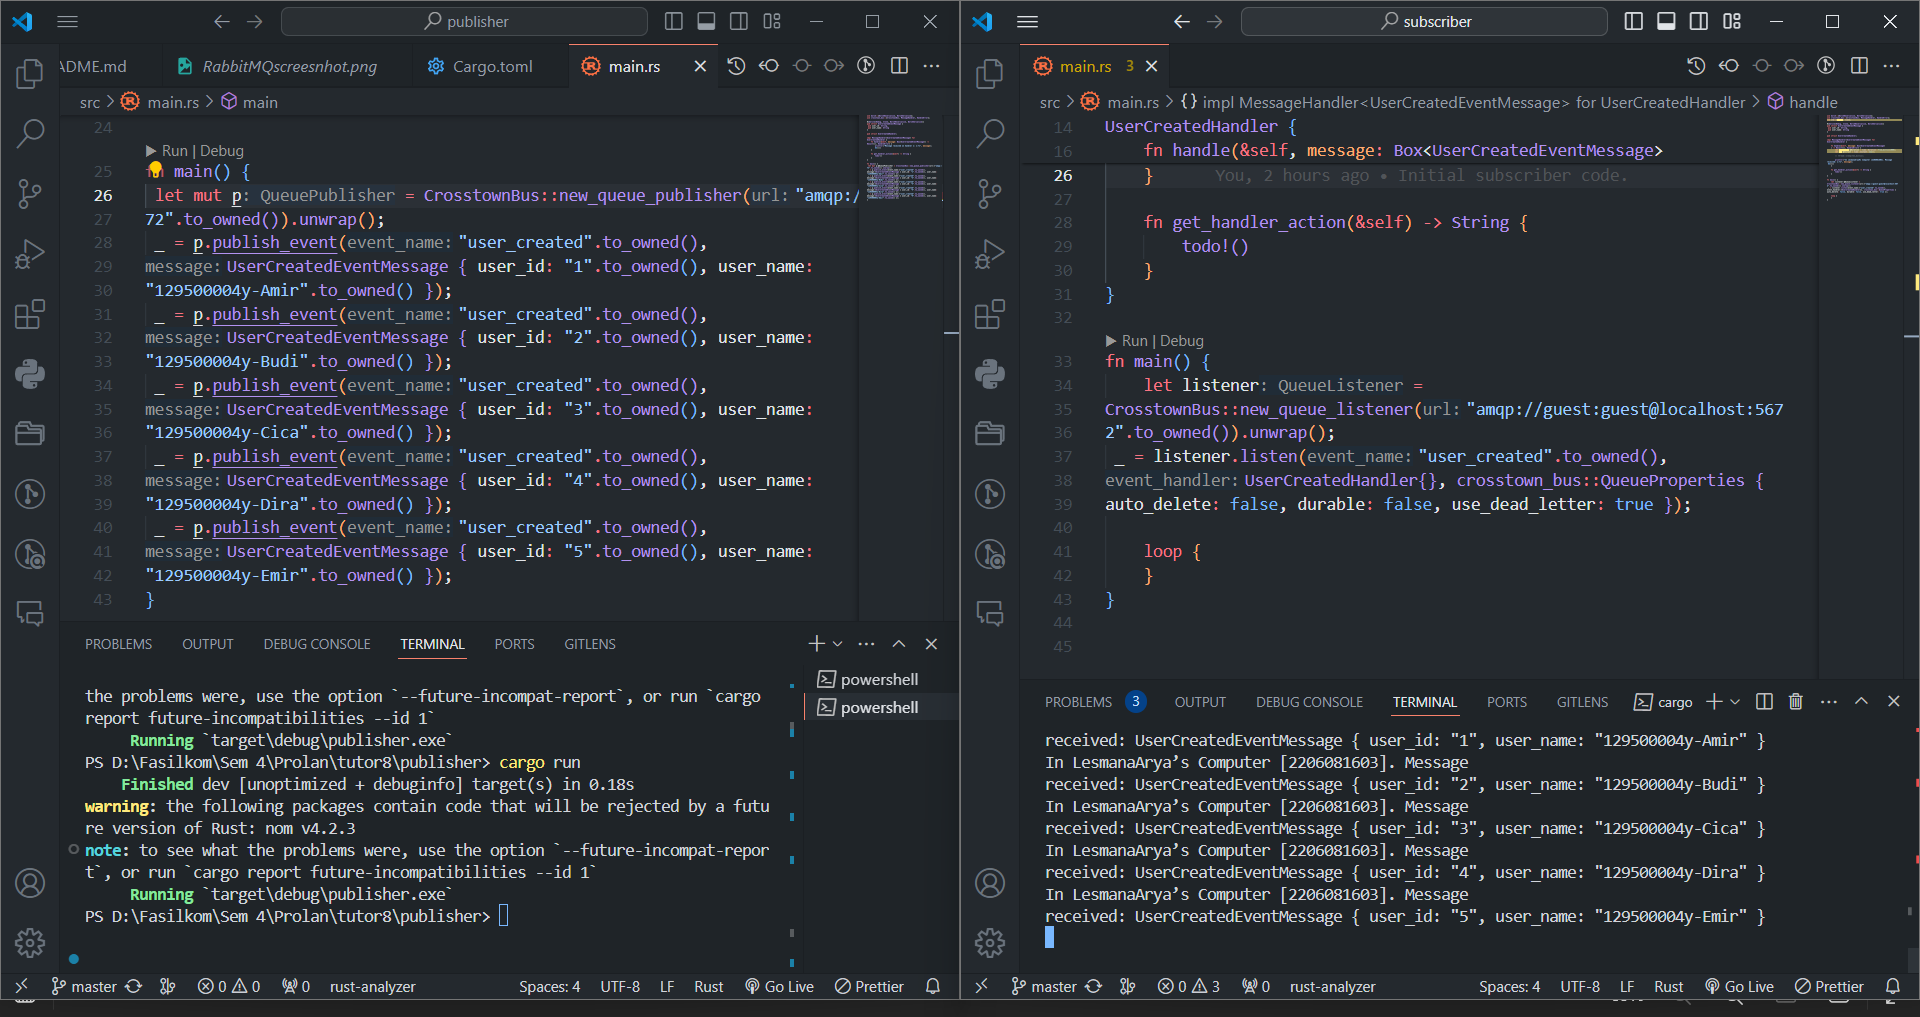 publisher
ADME.md
RabbitMQscreesnhot.png
Cargo.toml
main.rs
src > main.rs > main
24
Run | Debug
25 main() {
26 let mut p: QueuePublisher = CrosstownBus::new_queue_publisher(url: "amqp:/
27 72".to_owned()).unwrap();
28 _ = p.publish_event(event_name: "user_created".to_owned(),
29 message: UserCreatedEventMessage { user_id: "1".to_owned(), user_name:
30 "129500004y-Amir".to_owned() });
31 _ = p.publish_event(event_name: "user_created".to_owned(),
32 message: UserCreatedEventMessage { user_id: "2".to_owned(), user_name:
33 "129500004y-Budi".to_owned() });
34 _ = p.publish_event(event_name: "user_created".to_owned(),
35 message: UserCreatedEventMessage { user_id: "3".to_owned(), user_name:
36 "129500004y-Cica".to_owned() });
37 _ = p.publish_event(event_name: "user_created".to_owned(),
38 message: UserCreatedEventMessage { user_id: "4".to_owned(), user_name:
39 "129500004y-Dira".to_owned() });
40 _ = p.publish_event(event_name: "user_created".to_owned(),
41 message: UserCreatedEventMessage { user_id: "5".to_owned(), user_name:
42 "129500004y-Emir".to_owned() });
43 }
PROBLEMS OUTPUT DEBUG CONSOLE TERMINAL PORTS GITLENS
powershell
powershell
the problems were, use the option `--future-incompat-report`, or run `cargo
report future-incompatibilities --id 1`
Running `target\debug\publisher.exe`
PS D:\Fasilkom\Sem 4\Prolan\tutor8\publisher> cargo run
Finished dev [unoptimized + debuginfo] target(s) in 0.18s
warning: the following packages contain code that will be rejected by a futu
re version of Rust: nom v4.2.3
note: to see what the problems were, use the option `--future-incompat-repor
t`, or run `cargo report future-incompatibilities --id 1`
Running `target\debug\publisher.exe`
PS D:\Fasilkom\Sem 4\Prolan\tutor8\publisher>
master 0 0 0 rust-analyzer Spaces: 4 UTF-8 LF Rust Go Live Prettier
subscriber
main.rs 3
src > main.rs > {} impl MessageHandler<UserCreatedEventMessage> for UserCreatedHandler > handle
14 UserCreatedHandler {
16 fn handle(&self, message: Box<UserCreatedEventMessage>
26 } You, 2 hours ago • Initial subscriber code.
27
28 fn get_handler_action(&self) -> String {
29 todo!()
30 }
31 }
32
Run | Debug
33 fn main() {
34 let listener: QueueListener =
35 CrosstownBus::new_queue_listener(url: "amqp://guest:guest@localhost:567
36 2".to_owned()).unwrap();
37 _ = listener.listen(event_name: "user_created".to_owned(),
38 event_handler: UserCreatedHandler{}, crosstown_bus::QueueProperties {
39 auto_delete: false, durable: false, use_dead_letter: true });
40
41 loop {
42 }
43 }
44
45
PROBLEMS 3 OUTPUT DEBUG CONSOLE TERMINAL PORTS GITLENS cargo
received: UserCreatedEventMessage { user_id: "1", user_name: "129500004y-Amir" }
In LesmanaArya’s Computer [2206081603]. Message
received: UserCreatedEventMessage { user_id: "2", user_name: "129500004y-Budi" }
In LesmanaArya’s Computer [2206081603]. Message
received: UserCreatedEventMessage { user_id: "3", user_name: "129500004y-Cica" }
In LesmanaArya’s Computer [2206081603]. Message
received: UserCreatedEventMessage { user_id: "4", user_name: "129500004y-Dira" }
In LesmanaArya’s Computer [2206081603]. Message
received: UserCreatedEventMessage { user_id: "5", user_name: "129500004y-Emir" }
master 0 3 0 rust-analyzer Spaces: 4 UTF-8 LF Rust Go Live Prettier